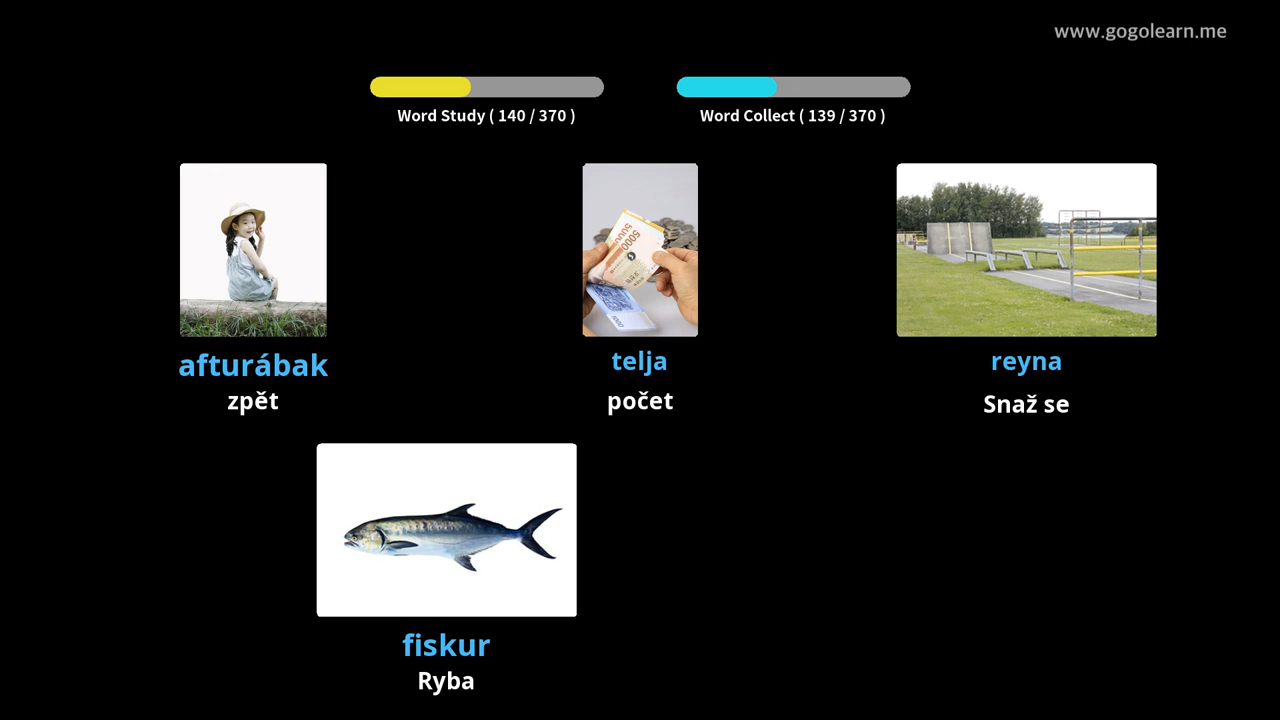 www.gogolearn.me
Word Study ( 140 / 370 )
Word Collect ( 139 / 370 )
afturábak
zpět
telja
počet
reyna
Snaž se
fiskur
Ryba